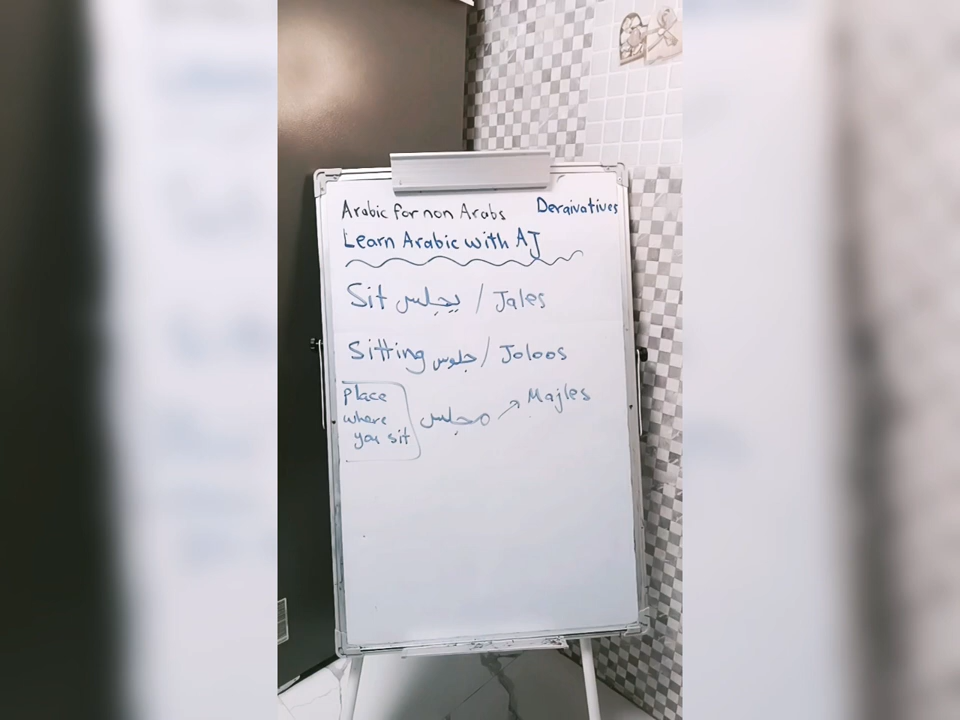 Arabic for non Arabs
Deraivatives
Learn Arabic with AJ
Sit يجلس / Jales
Sitting جلوس / Joloos
place
where
you sit
مجلس → Majles